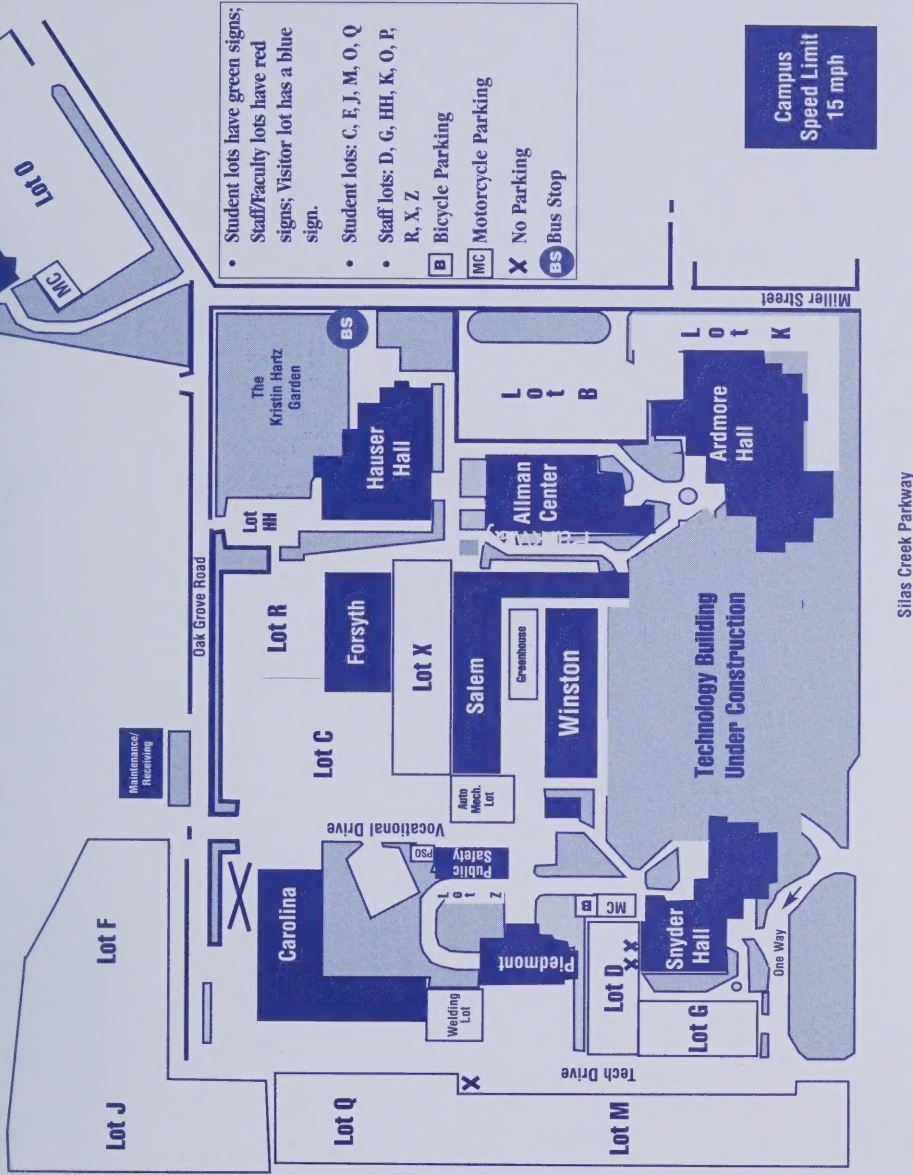 Lot O
MC
• Student lots have green signs;
Staff/Faculty lots have red
signs; Visitor lot has a blue
sign.
• Student lots: C, F, J, M, O, Q
• Staff lots: D, G, HH, K, O, P,
R, X, Z
B Bicycle Parking
MC Motorcycle Parking
X No Parking
BS Bus Stop
Campus
Speed Limit
15 mph
Miller Street
The
Kristin Hartz
Garden
BS
Hauser
Hall
Lot
HH
Lot
B
Lot
K
Allman
Center
Ardmore
Hall
Oak Grove Road
Lot R
Forsyth
Lot X
Salem
Greenhouse
Winston
Technology Building
Under Construction
Silas Creek Parkway
Maintenance/
Receiving
Lot C
Auto
Mech.
Lot
Vocational Drive
PSO
Public
Safety
Lot
Z
Carolina
Piedmont
Welding
Lot
B
MC
Lot D
X X
Snyder
Hall
Lot G
One Way
Tech Drive
Lot F
Lot J
Lot Q
X
Lot M